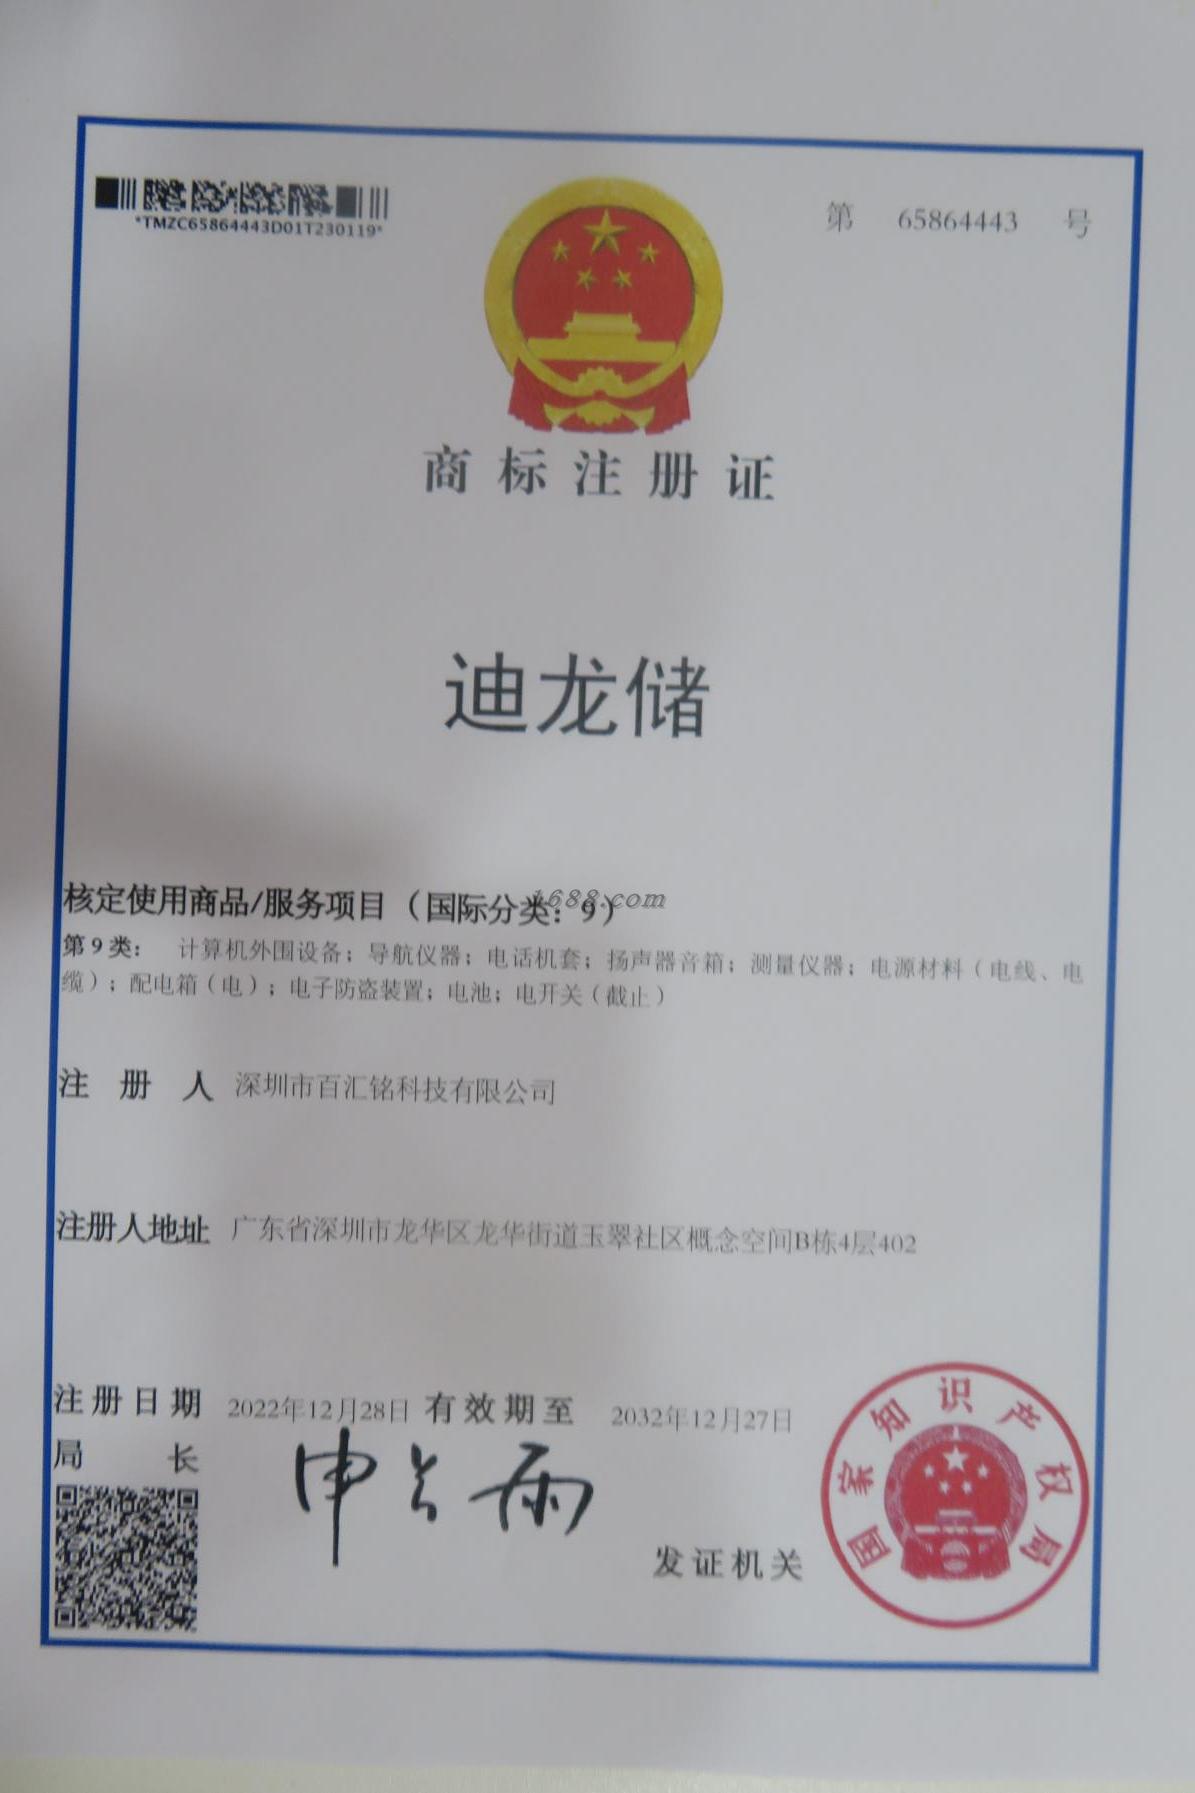 *TMZC65864443D01T230119*
第 65864443 号
商标注册证
迪龙储
核定使用商品/服务项目（国际分类：9）
1688.com
第9类： 计算机外围设备；导航仪器；电话机套；扬声器音箱；测量仪器；电源材料（电线、电
缆）；配电箱（电）；电子防盗装置；电池；电开关（截止）
注 册 人 深圳市百汇铭科技有限公司
注册人地址 广东省深圳市龙华区龙华街道玉翠社区概念空间B栋4层402
注册日期 2022年12月28日 有效期至 2032年12月27日
局 长 申长雨
发证机关
国家知识产权局